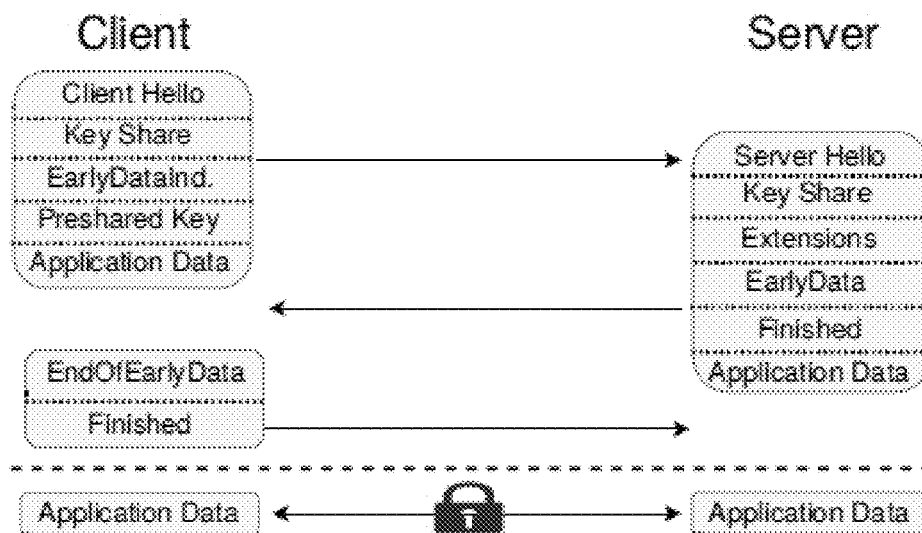 Client
Server
Client Hello
Key Share
EarlyDataInd.
Preshared Key
Application Data
Server Hello
Key Share
Extensions
EarlyData
Finished
Application Data
EndOfEarlyData
Finished
Application Data
Application Data